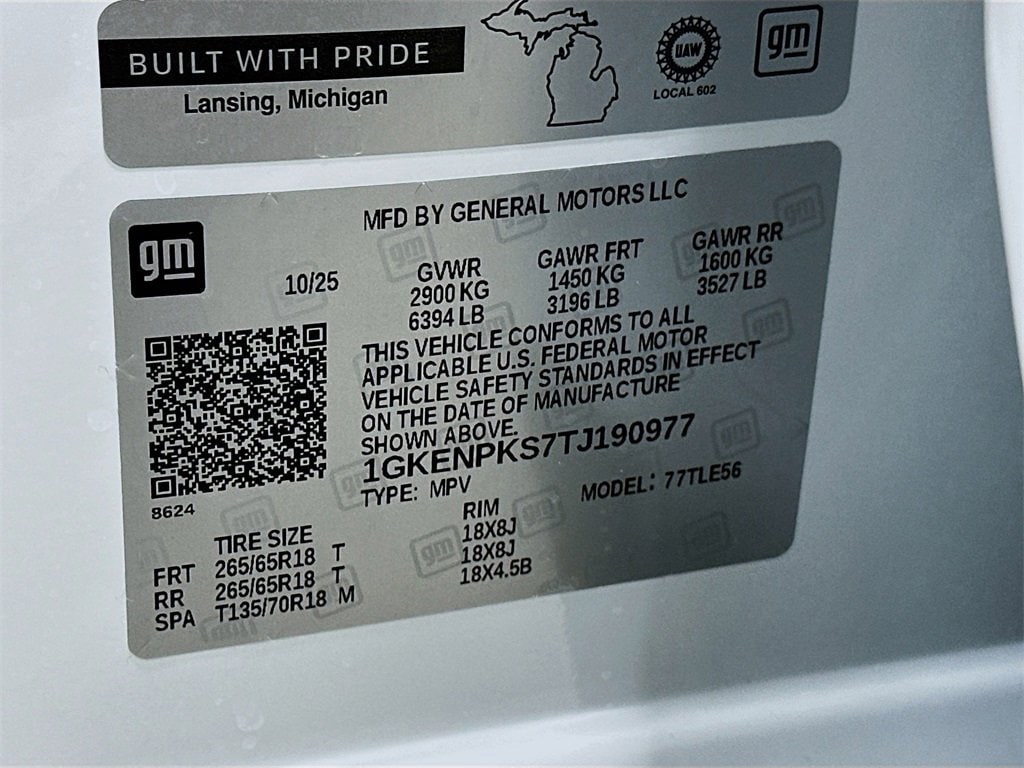 BUILT WITH PRIDE
Lansing, Michigan
UAW
LOCAL 602
gm
MFD BY GENERAL MOTORS LLC
gm
10/25
GVWR
2900 KG
6394 LB
GAWR FRT
1450 KG
3196 LB
GAWR RR
1600 KG
3527 LB
THIS VEHICLE CONFORMS TO ALL
APPLICABLE U.S. FEDERAL MOTOR
VEHICLE SAFETY STANDARDS IN EFFECT
ON THE DATE OF MANUFACTURE
SHOWN ABOVE.
1GKENPKS7TJ190977
TYPE: MPV MODEL: 77TLE56
8624
TIRE SIZE RIM
FRT 265/65R18 T 18X8J
RR 265/65R18 T 18X8J
SPA T135/70R18 M 18X4.5B